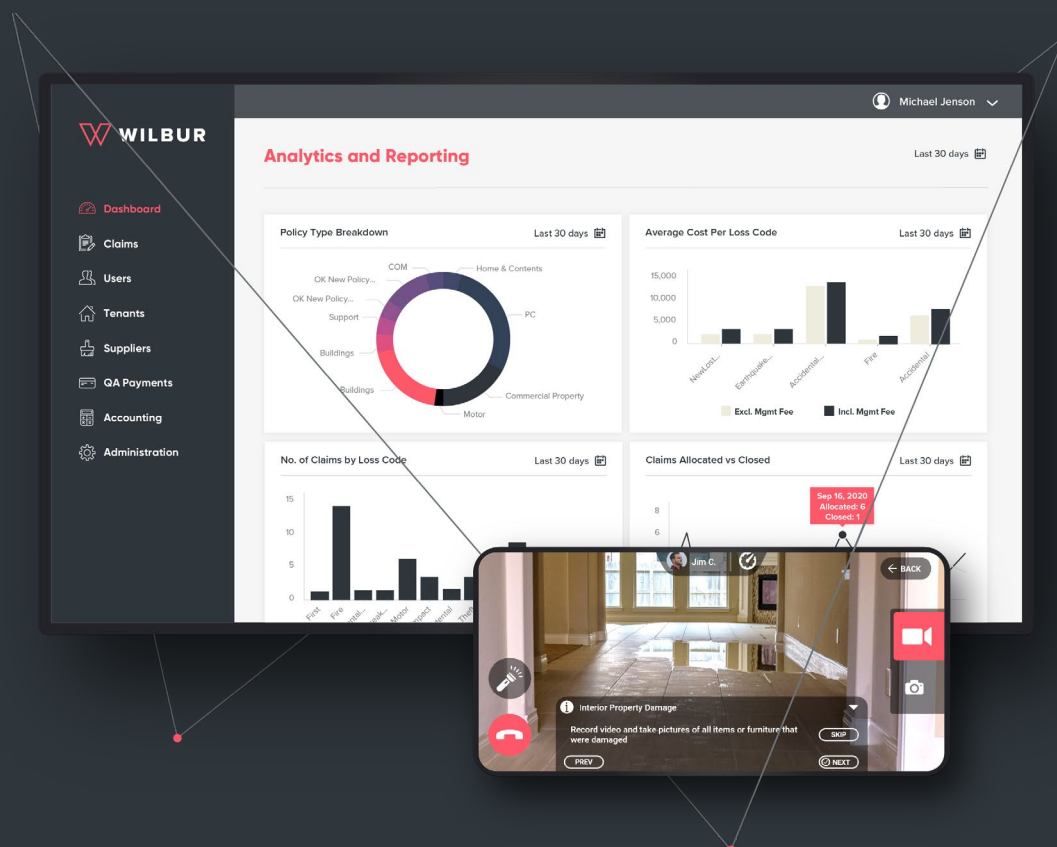 WILBUR
Michael Jenson
Dashboard
Claims
Users
Tenants
Suppliers
QA Payments
Accounting
Administration
Analytics and Reporting
Last 30 days
Policy Type Breakdown
Last 30 days
COM
Home & Contents
OK New Policy...
OK New Policy...
PC
Support
Buildings
Buildings
Commercial Property
Motor
Average Cost Per Loss Code
Last 30 days
15,000
10,000
5,000
0
NewLost...
Earthquake...
Accidental...
Fire
Accidental
Excl. Mgmt Fee
Incl. Mgmt Fee
No. of Claims by Loss Code
Last 30 days
15
10
5
0
First
Fire
Motor
Claims Allocated vs Closed
Last 30 days
Sep 16, 2020
Allocated: 6
Closed: 1
8
6
Jim C.
BACK
Interior Property Damage
Record video and take pictures of all items or furniture that
were damaged
SKIP
PREV
NEXT